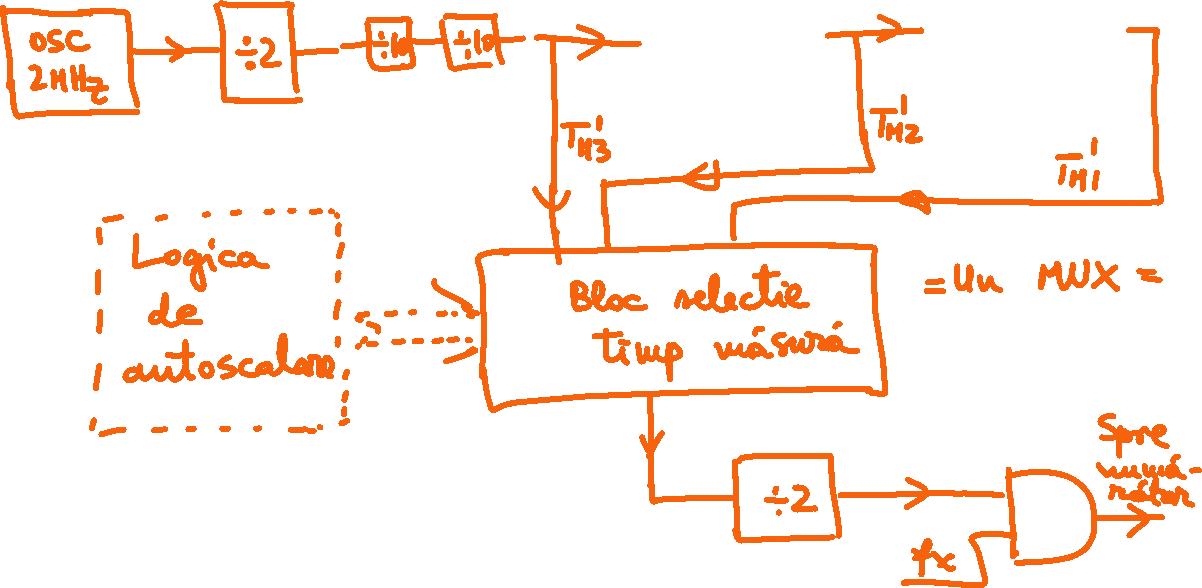 OSC
2MHz
÷2
÷10
÷10
T'M3
T'M2
T'M1
Logica
de
autoscalare
Bloc selectie
timp măsură
= Un MUX =
÷2
fx
Spre
numă-
rător